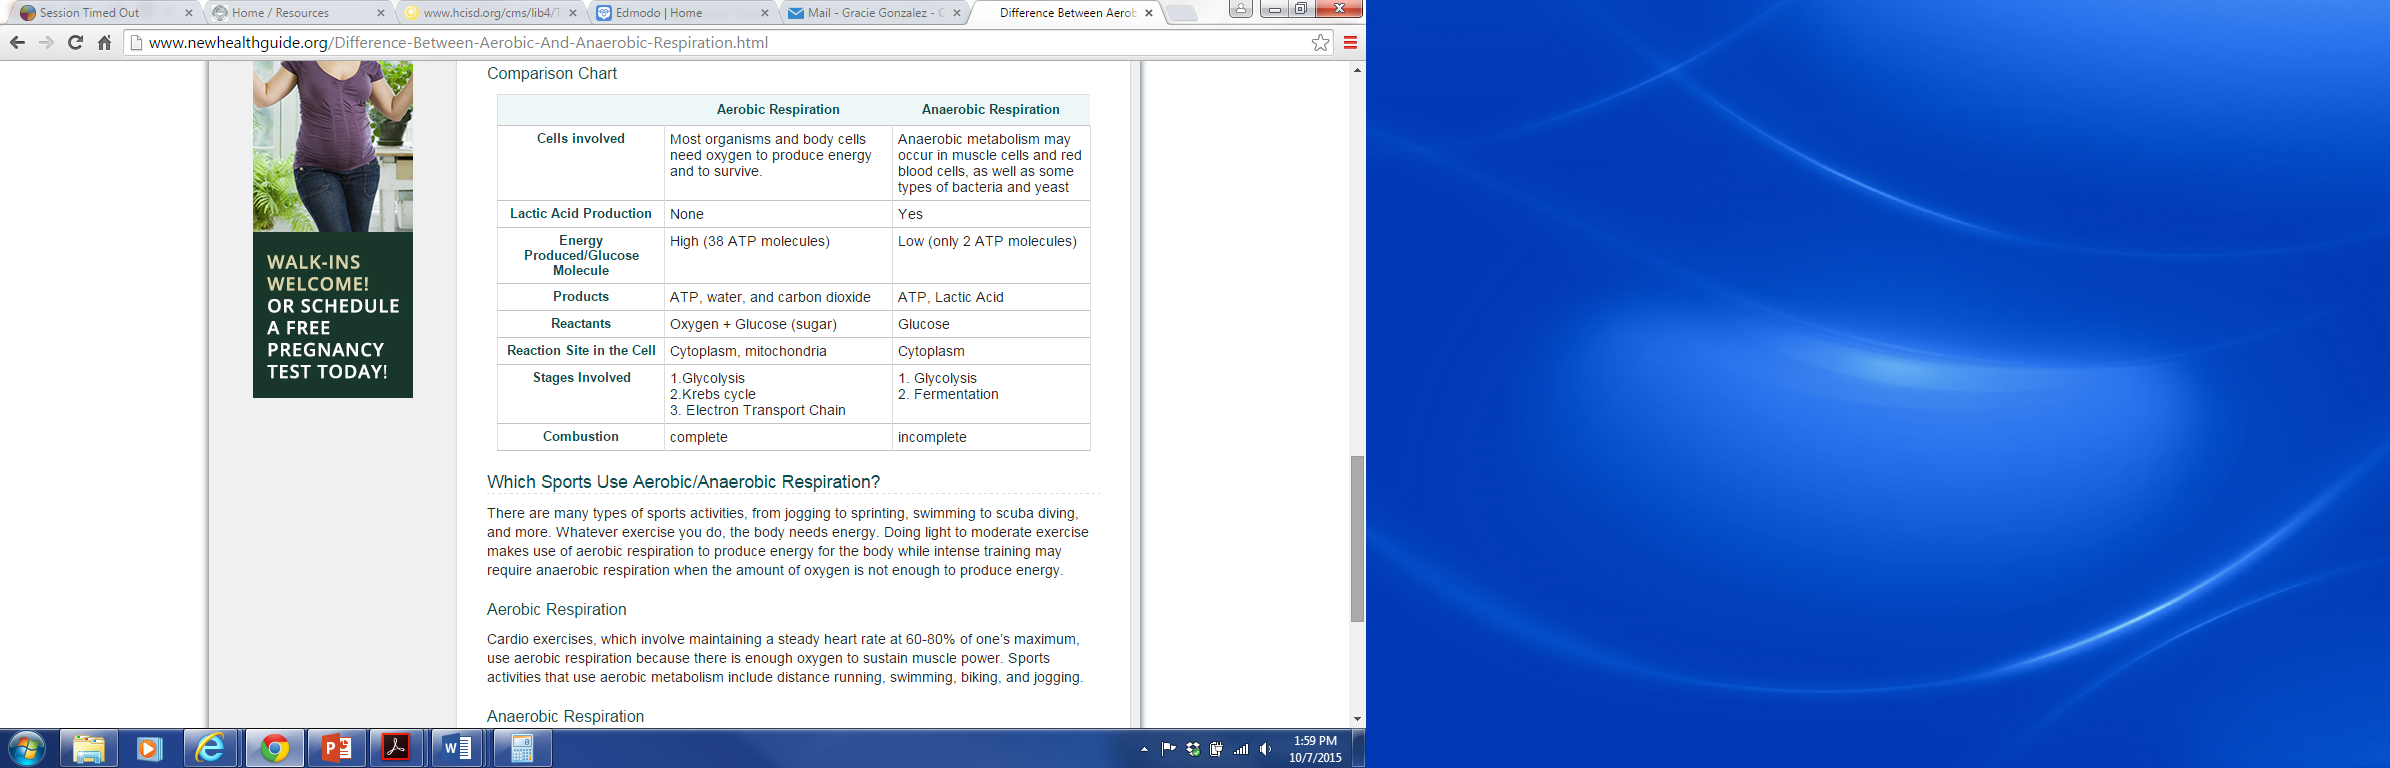 Session Timed Out
Home / Resources
www.hcisd.org/cms/lib4/T
Edmodo | Home
Mail - Gracie Gonzalez - C
Difference Between Aerob
www.newhealthguide.org/Difference-Between-Aerobic-And-Anaerobic-Respiration.html
WALK-INS
WELCOME!
OR SCHEDULE
A FREE
PREGNANCY
TEST TODAY!
Comparison Chart
Aerobic Respiration Anaerobic Respiration
Cells involved Most organisms and body cells Anaerobic metabolism may
need oxygen to produce energy occur in muscle cells and red
and to survive. blood cells, as well as some
types of bacteria and yeast
Lactic Acid Production None Yes
Energy High (38 ATP molecules) Low (only 2 ATP molecules)
Produced/Glucose
Molecule
Products ATP, water, and carbon dioxide ATP, Lactic Acid
Reactants Oxygen + Glucose (sugar) Glucose
Reaction Site in the Cell Cytoplasm, mitochondria Cytoplasm
Stages Involved 1.Glycolysis 1. Glycolysis
2.Krebs cycle 2. Fermentation
3. Electron Transport Chain
Combustion complete incomplete
Which Sports Use Aerobic/Anaerobic Respiration?
There are many types of sports activities, from jogging to sprinting, swimming to scuba diving,
and more. Whatever exercise you do, the body needs energy. Doing light to moderate exercise
makes use of aerobic respiration to produce energy for the body while intense training may
require anaerobic respiration when the amount of oxygen is not enough to produce energy.
Aerobic Respiration
Cardio exercises, which involve maintaining a steady heart rate at 60-80% of one’s maximum,
use aerobic respiration because there is enough oxygen to sustain muscle power. Sports
activities that use aerobic metabolism include distance running, swimming, biking, and jogging.
Anaerobic Respiration
1:59 PM
10/7/2015